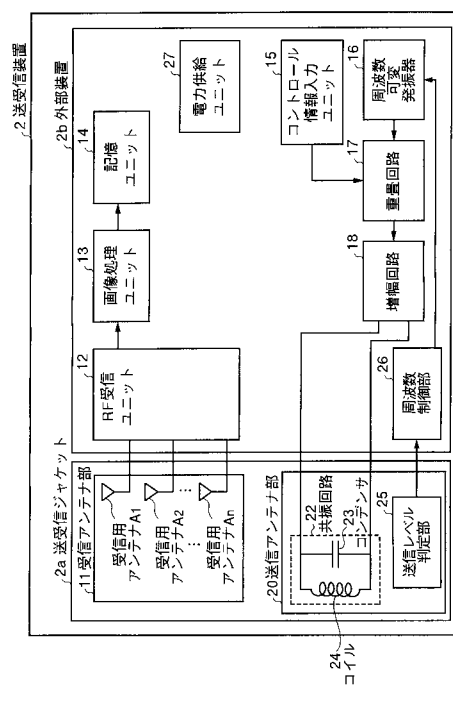 2 送受信装置
2a 送受信ジャケット
2b 外部装置
11 受信アンテナ部
受信用
アンテナA1
受信用
アンテナA2
⋮
⋮
受信用
アンテナAn
12
RF受信
ユニット
13
画像処理
ユニット
14
記憶
ユニット
27
電力供給
ユニット
15
コントロール
情報入力
ユニット
16
周波数
可変
発振器
17
重畳回路
18
増幅回路
26
周波数
制御部
20送信アンテナ部
22
共振回路
23
コンデンサ
24
コイル
25
送信レベル
判定部